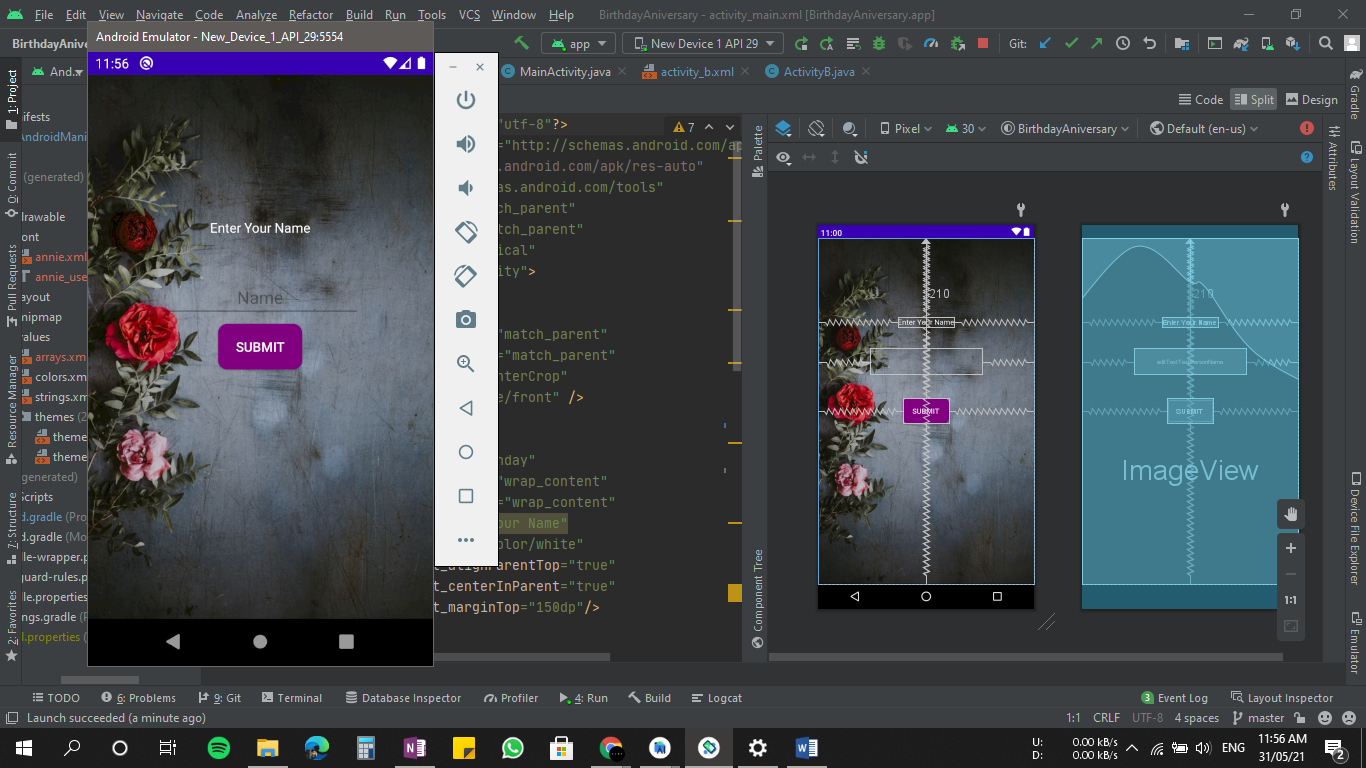 File Edit View Navigate Code Analyze Refactor Build Run Tools VCS Window Help BirthdayAniversary - activity_main.xml [BirthdayAniversary.app]
BirthdayAnive
Android Emulator - New_Device_1_API_29:5554
app New Device 1 API 29 Git:
11:56
And...
MainActivity.java activity_b.xml ActivityB.java
Code Split Design
Pixel 30 BirthdayAniversary Default (en-us)
7
"utf-8"?>
="http://schemas.android.com/ap
s.android.com/apk/res-auto"
as.android.com/tools"
ch_parent"
tch_parent"
ical"
ity">
"match_parent"
="match_parent"
nterCrop"
e/front" />
nday"
"wrap_content"
="wrap_content"
our Name"
olor/white"
t_alignParentTop="true"
t_centerInParent="true"
t_marginTop="150dp"/>
1: Project
0: Commit
Pull Requests
Resource Manager
7: Structure
2: Favorites
ifests
AndroidMani
(generated)
rawable
ont
annie.xml
annie_use
ayout
ipmap
values
arrays.xm
colors.xm
strings.xm
themes (2
theme
theme
generated)
Scripts
d.gradle (Pro
d.gradle (Mo
le-wrapper.p
guard-rules.p
le.properties
ngs.gradle (P
l.properties (
Enter Your Name
Name
SUBMIT
Palette
Component Tree
11:00
210
Enter Your Name
SUBMIT
210
Enter Your Name
SUBMIT
ImageView
1:1
Gradle
Attributes
Layout Validation
Device File Explorer
Emulator
TODO 6: Problems 9: Git Terminal Database Inspector Profiler 4: Run Build Logcat 3 Event Log Layout Inspector
Launch succeeded (a minute ago) 1:1 CRLF UTF-8 4 spaces master
U: 0.00 kB/s
D: 0.00 kB/s
ENG
11:56 AM
31/05/21
2